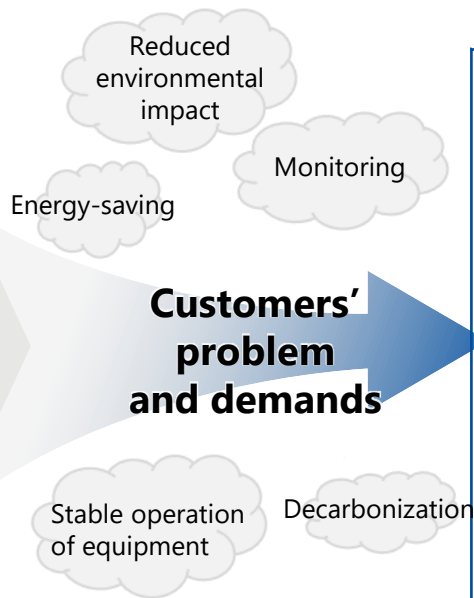 Reduced
environmental
impact
Monitoring
Energy-saving
Customers’
problem
and demands
Stable operation
of equipment
Decarbonization